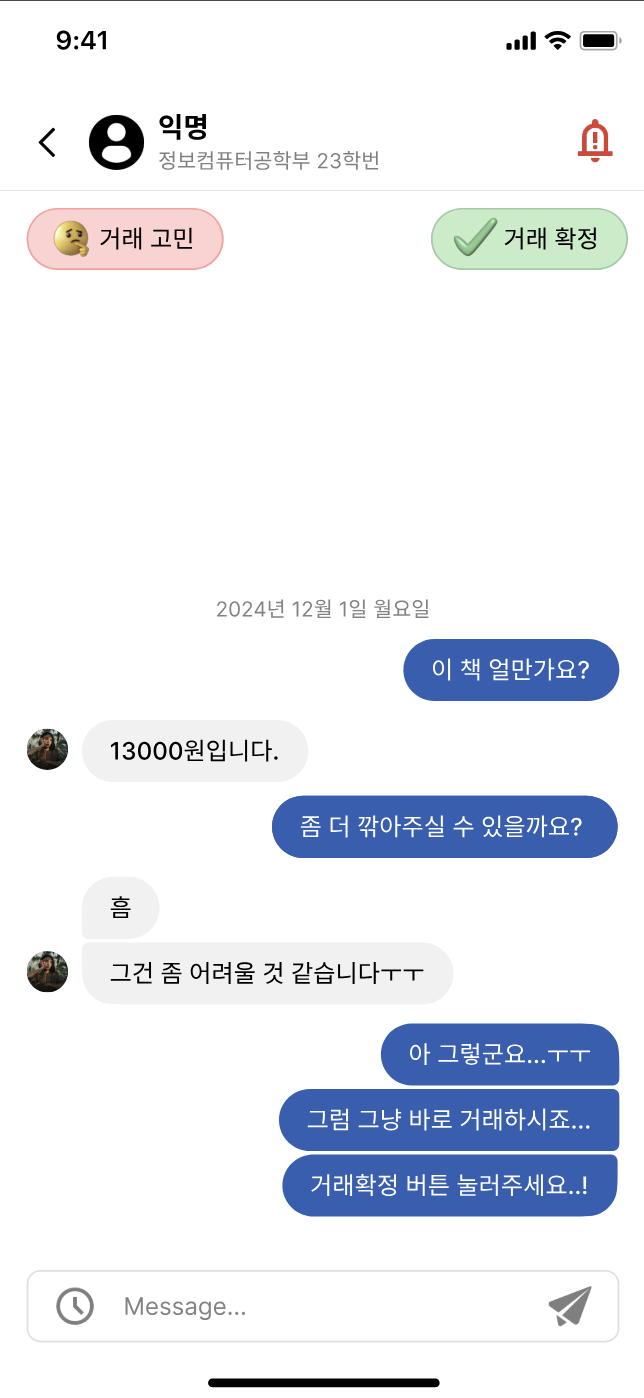 9:41
익명
정보컴퓨터공학부 23학번
거래 고민
거래 확정
2024년 12월 1일 월요일
이 책 얼만가요?
13000원입니다.
좀 더 깎아주실 수 있을까요?
흠
그건 좀 어려울 것 같습니다ㅜㅜ
아 그렇군요...ㅜㅜ
그럼 그냥 바로 거래하시죠...
거래확정 버튼 눌러주세요..!
Message...